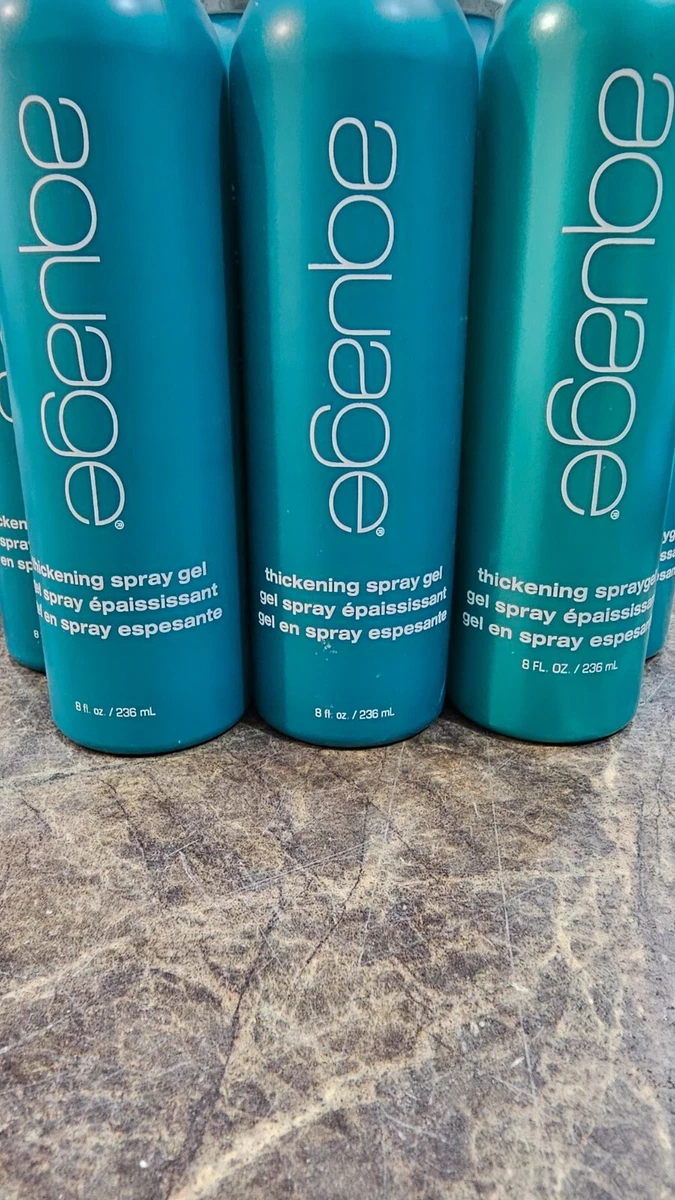 aquage®
thickening spray gel
gel spray épaississant
gel en spray espesante
8 fl. oz. / 236 mL
aquage®
thickening spray gel
gel spray épaississant
gel en spray espesante
8 fl. oz. / 236 mL
aquage®
thickening spraygel
gel spray épaississant
gel en spray
8 FL. OZ. / 236 mL